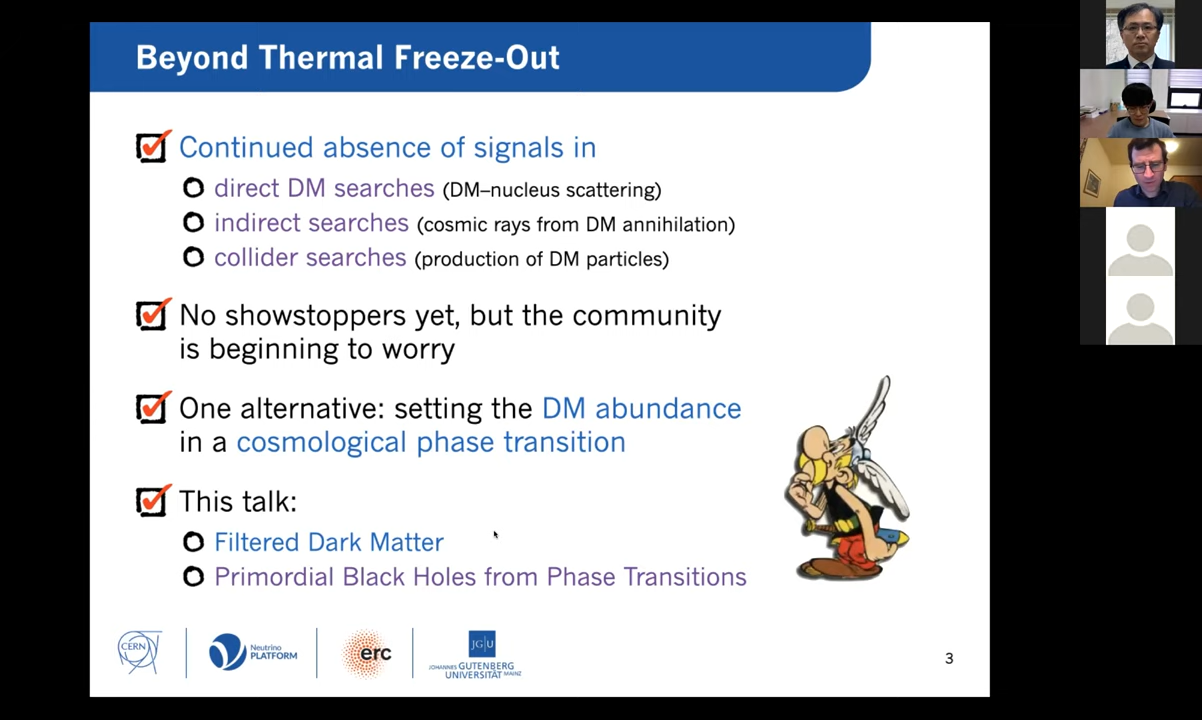 Beyond Thermal Freeze-Out
Continued absence of signals in
direct DM searches (DM–nucleus scattering)
indirect searches (cosmic rays from DM annihilation)
collider searches (production of DM particles)
No showstoppers yet, but the community
is beginning to worry
One alternative: setting the DM abundance
in a cosmological phase transition
This talk:
Filtered Dark Matter
Primordial Black Holes from Phase Transitions
CERN
Neutrino
PLATFORM
erc
JG|U
JOHANNES GUTENBERG
UNIVERSITÄT MAINZ
3